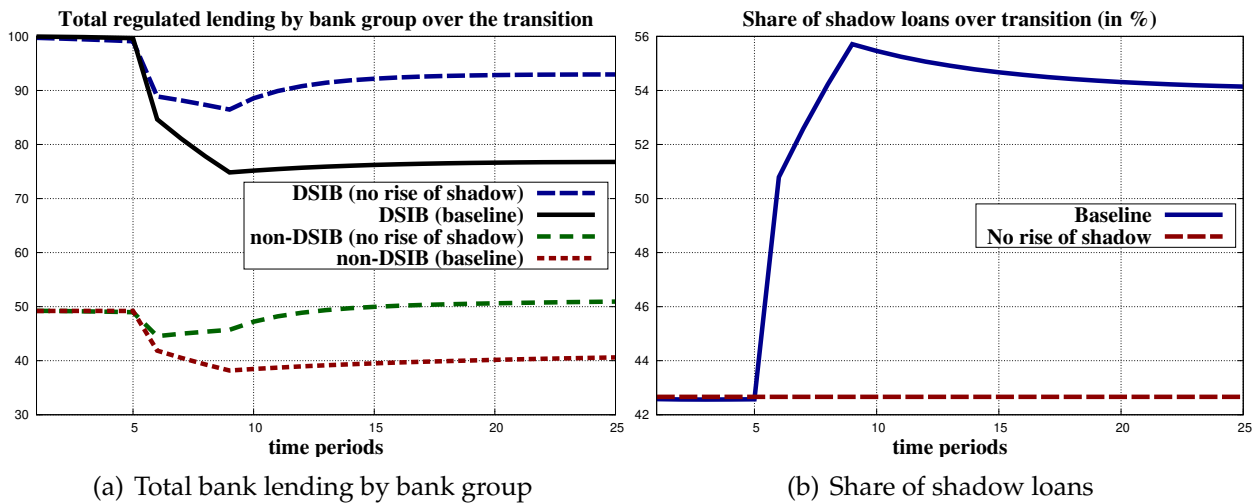 Total regulated lending by bank group over the transition
100
90
80
70
60
50
40
30
5
10
15
20
25
DSIB (no rise of shadow)
DSIB (baseline)
non-DSIB (no rise of shadow)
non-DSIB (baseline)
time periods
(a) Total bank lending by bank group
Share of shadow loans over transition (in %)
56
54
52
50
48
46
44
42
5
10
15
20
25
Baseline
No rise of shadow
time periods
(b) Share of shadow loans